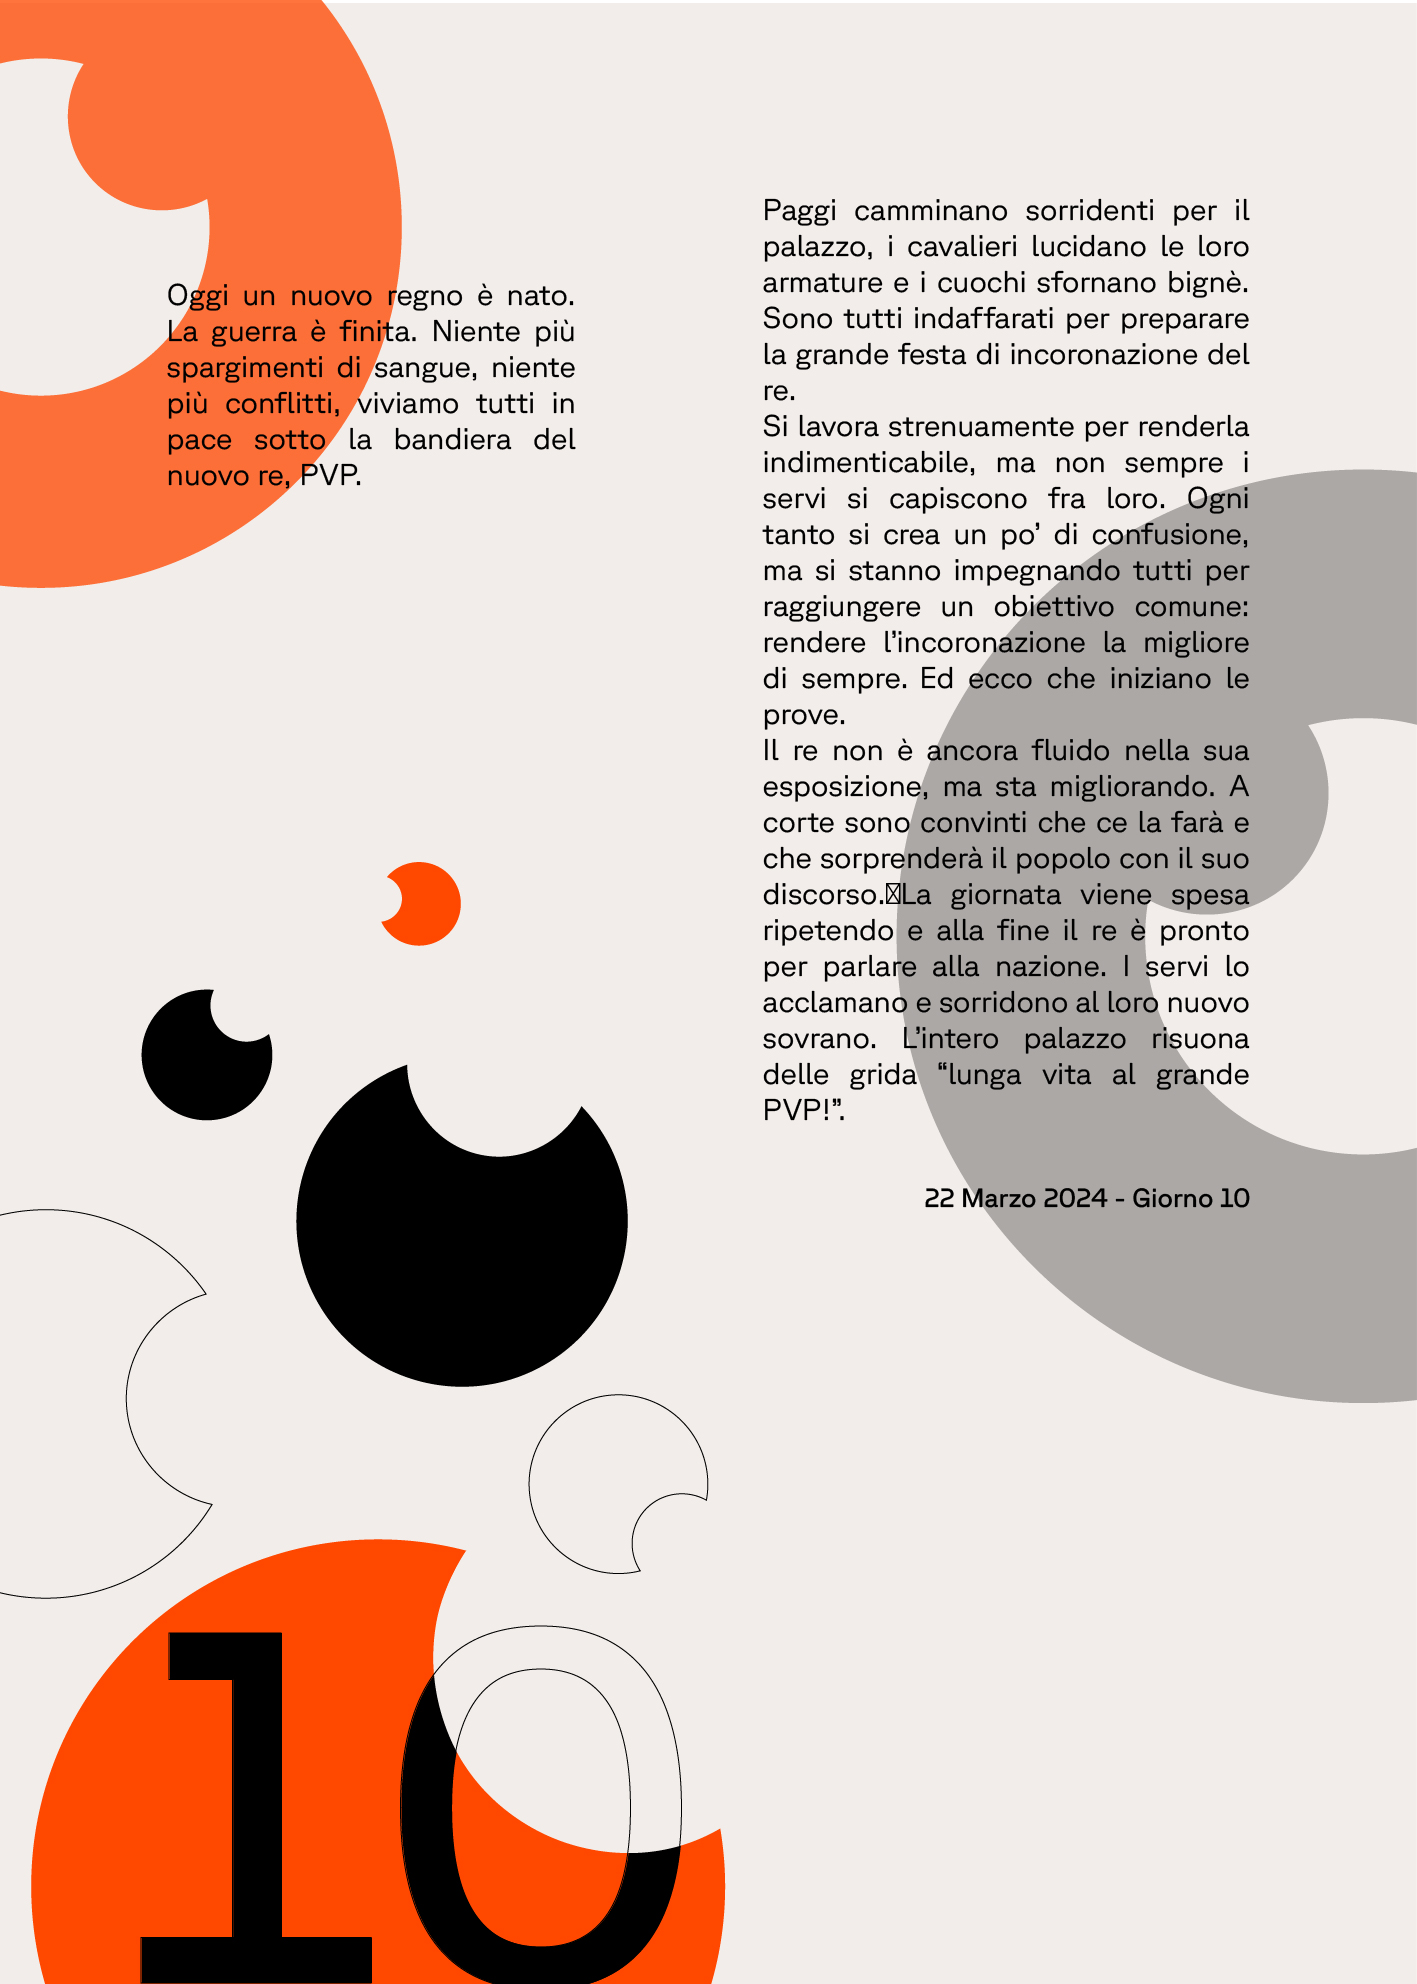 Oggi un nuovo regno è nato.
La guerra è finita. Niente più
spargimenti di sangue, niente
più conflitti, viviamo tutti in
pace sotto la bandiera del
nuovo re, PVP.
Paggi camminano sorridenti per il
palazzo, i cavalieri lucidano le loro
armature e i cuochi sfornano bignè.
Sono tutti indaffarati per preparare
la grande festa di incoronazione del
re.
Si lavora strenuamente per renderla
indimenticabile, ma non sempre i
servi si capiscono fra loro. Ogni
tanto si crea un po’ di confusione,
ma si stanno impegnando tutti per
raggiungere un obiettivo comune:
rendere l’incoronazione la migliore
di sempre. Ed ecco che iniziano le
prove.
Il re non è ancora fluido nella sua
esposizione, ma sta migliorando. A
corte sono convinti che ce la farà e
che sorprenderà il popolo con il suo
discorso. La giornata viene spesa
ripetendo e alla fine il re è pronto
per parlare alla nazione. I servi lo
acclamano e sorridono al loro nuovo
sovrano. L’intero palazzo risuona
delle grida “lunga vita al grande
PVP!”.
22 Marzo 2024 - Giorno 10
10